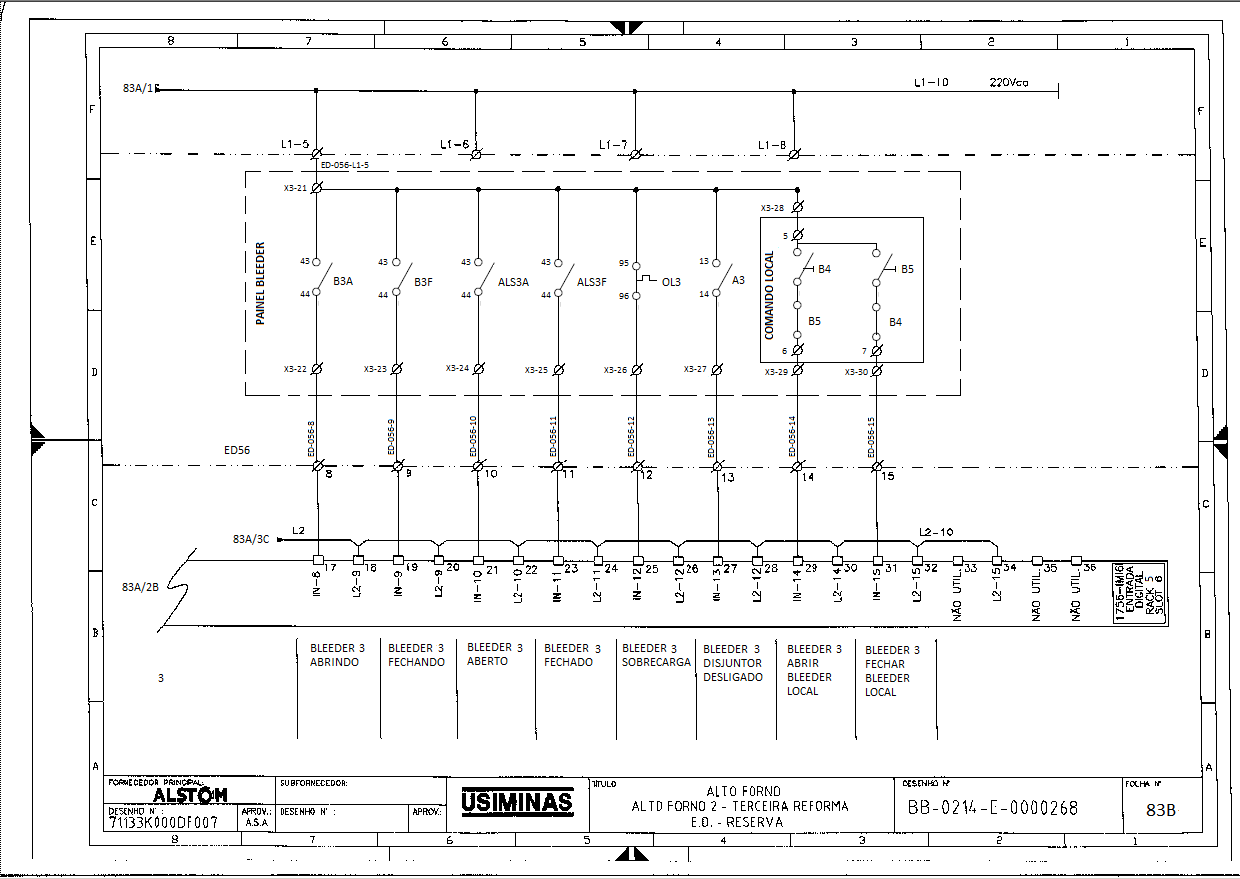 8 7 6 5 4 3 2 1
83A/1F
L1-10 220Vca
F F
L1-5 L1-6 L1-7 L1-8
ED-056-L1-5
X3-21
X3-28
E E
5
PAINEL BLEEDER
COMANDO LOCAL
43 43 43 43 95 13
B3A B3F ALS3A ALS3F OL3 A3 B4 B5
44 44 44 44 96 14
B5 B4
6 7
X3-22 X3-23 X3-24 X3-25 X3-26 X3-27 X3-29 X3-30
D D
ED-056-8 ED-056-9 ED-056-10 ED-056-11 ED-056-12 ED-056-13 ED-056-14 ED-056-15
ED56
8 9 10 11 12 13 14 15
C C
83A/3C L2 L2-10
17 18 19 20 21 22 23 24 25 26 27 28 29 30 31 32 33 34 35 36
83A/2B
IN-8 L2-9 IN-9 L2-9 IN-10 L2-10 IN-11 L2-11 IN-12 L2-12 IN-13 L2-12 IN-14 L2-14 IN-15 L2-15 NÃO UTIL. L2-15 NÃO UTIL. NÃO UTIL.
1756-IM16I
ENTRADA
DIGITAL
RACK 5
SLOT 6
B B
BLEEDER 3
ABRINDO
BLEEDER 3
FECHANDO
BLEEDER 3
ABERTO
BLEEDER 3
FECHADO
BLEEDER 3
SOBRECARGA
BLEEDER 3
DISJUNTOR
DESLIGADO
BLEEDER 3
ABRIR
BLEEDER
LOCAL
BLEEDER 3
FECHAR
BLEEDER
LOCAL
3
A A
FORNECEDOR PRINCIPAL:
ALSTOM
DESENHO Nº :
71133K000DF007
APROV.:
A.S.A
SUBFORNECEDOR:
DESENHO Nº :
APROV.:
USIMINAS
TÍTULO
ALTO FORNO
ALTO FORNO 2 - TERCEIRA REFORMA
E.D. - RESERVA
DESENHO Nº
BB-0214-E-0000268
FOLHA Nº
83B
8 7 6 5 4 3 2 1